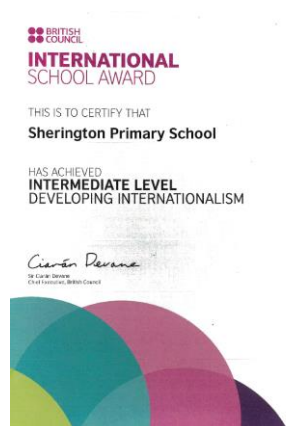 BRITISH
COUNCIL
INTERNATIONAL
SCHOOL AWARD
THIS IS TO CERTIFY THAT
Sherington Primary School
HAS ACHIEVED
INTERMEDIATE LEVEL
DEVELOPING INTERNATIONALISM
Ciarán Devane
Sir Ciarán Devane
Chief Executive, British Council